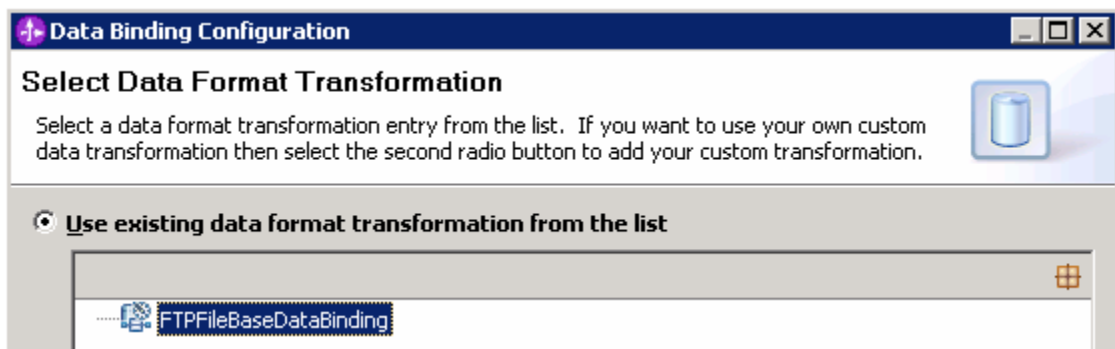 Data Binding Configuration
Select Data Format Transformation
Select a data format transformation entry from the list. If you want to use your own custom
data transformation then select the second radio button to add your custom transformation.
Use existing data format transformation from the list
FTPFileBaseDataBinding